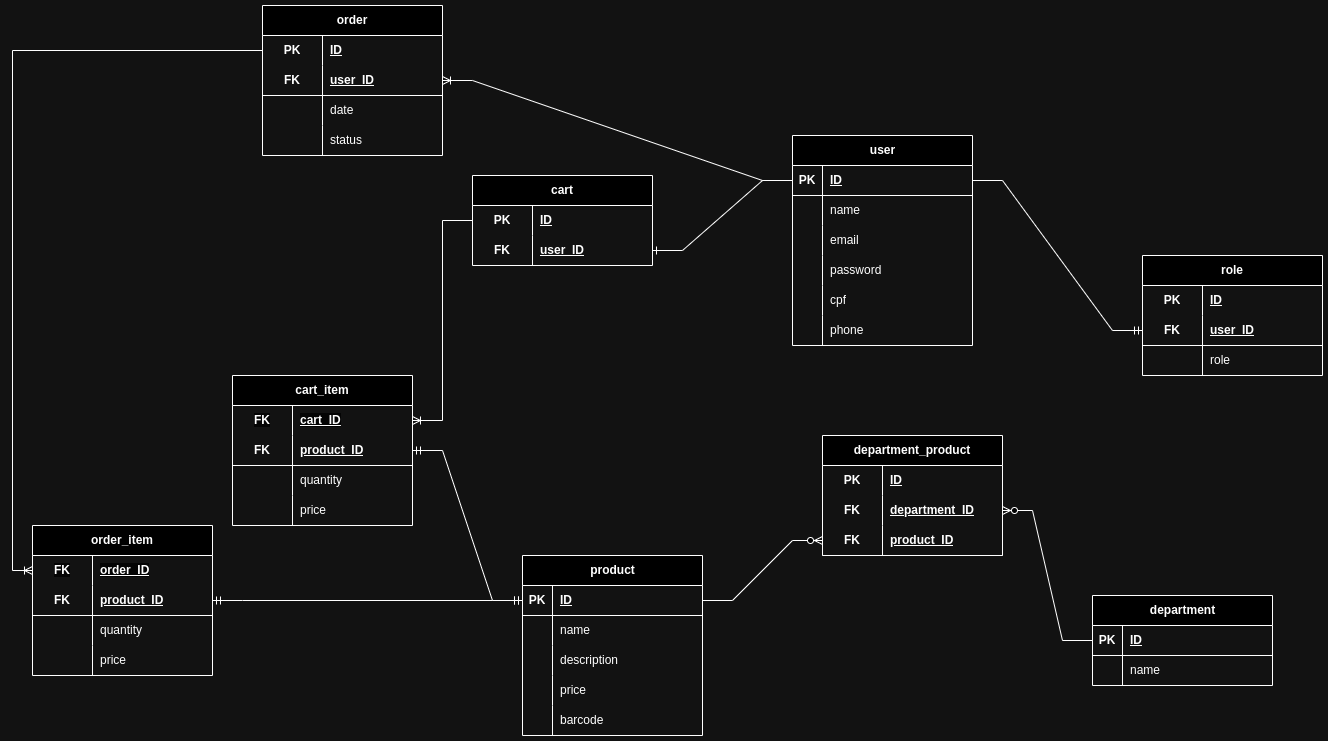 order
PK ID
FK user_ID
date
status
user
PK ID
name
email
password
cpf
phone
cart
PK ID
FK user_ID
role
PK ID
FK user_ID
role
cart_item
FK cart_ID
FK product_ID
quantity
price
department_product
PK ID
FK department_ID
FK product_ID
order_item
FK order_ID
FK product_ID
quantity
price
product
PK ID
name
description
price
barcode
department
PK ID
name